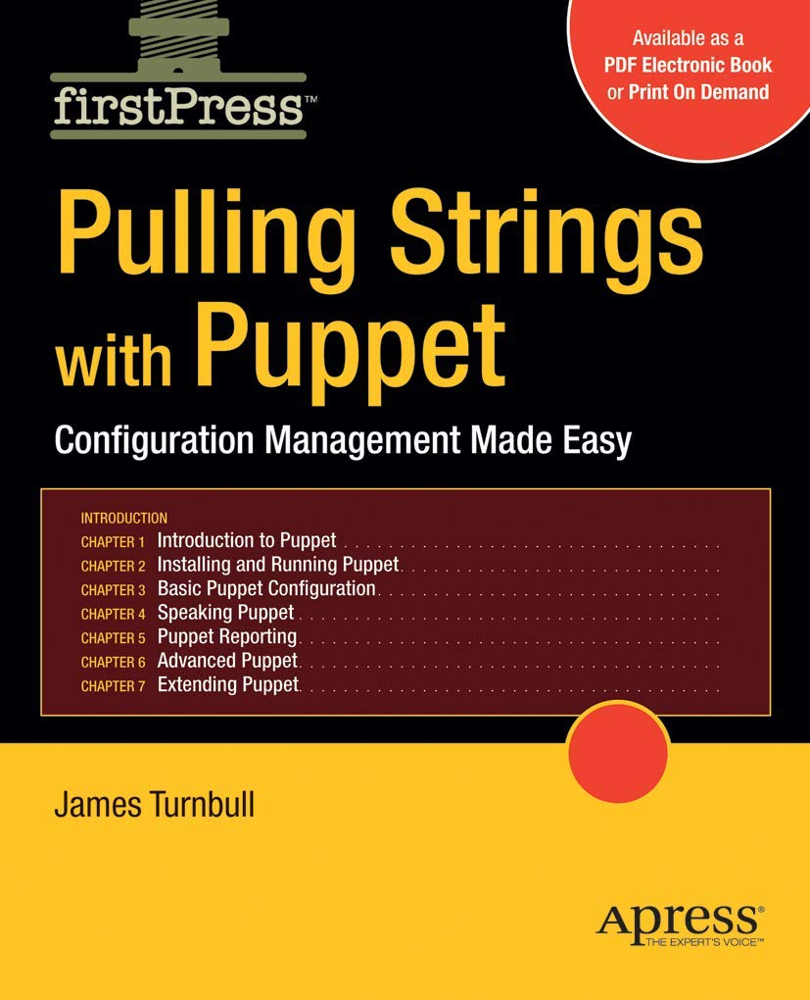 firstPress™
Available as a
PDF Electronic Book
or Print On Demand
Pulling Strings
with Puppet
Configuration Management Made Easy
INTRODUCTION
CHAPTER 1 Introduction to Puppet
CHAPTER 2 Installing and Running Puppet
CHAPTER 3 Basic Puppet Configuration
CHAPTER 4 Speaking Puppet
CHAPTER 5 Puppet Reporting
CHAPTER 6 Advanced Puppet
CHAPTER 7 Extending Puppet
James Turnbull
Apress®
THE EXPERT'S VOICE™